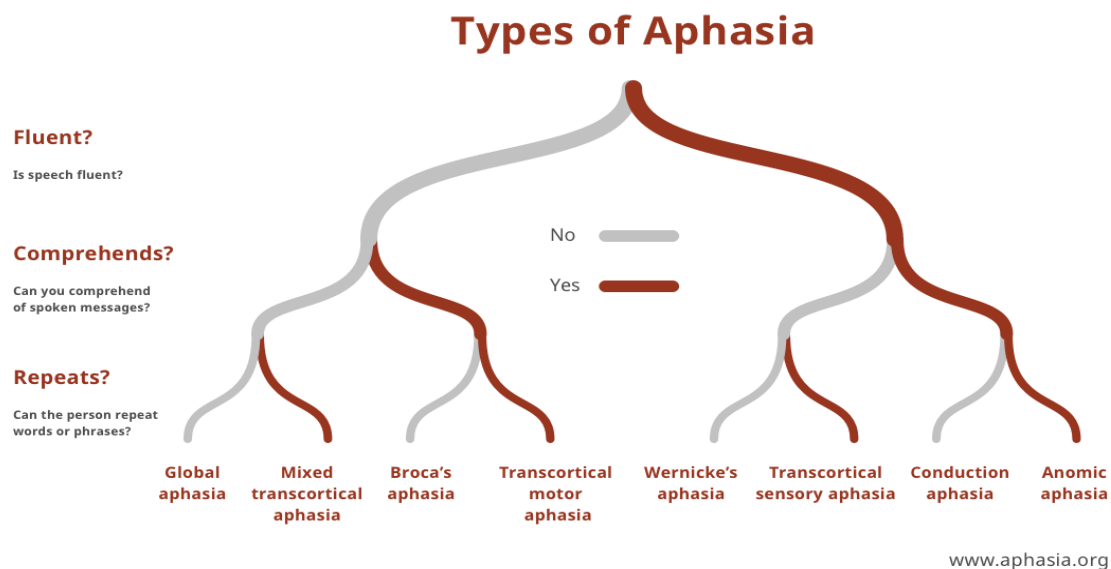 Types of Aphasia
Fluent?
Is speech fluent?
No
Comprehends?
Yes
Can you comprehend
of spoken messages?
Repeats?
Can the person repeat
words or phrases?
Global
aphasia
Mixed
transcortical
aphasia
Broca’s
aphasia
Transcortical
motor
aphasia
Wernicke’s
aphasia
Transcortical
sensory aphasia
Conduction
aphasia
Anomic
aphasia
www.aphasia.org